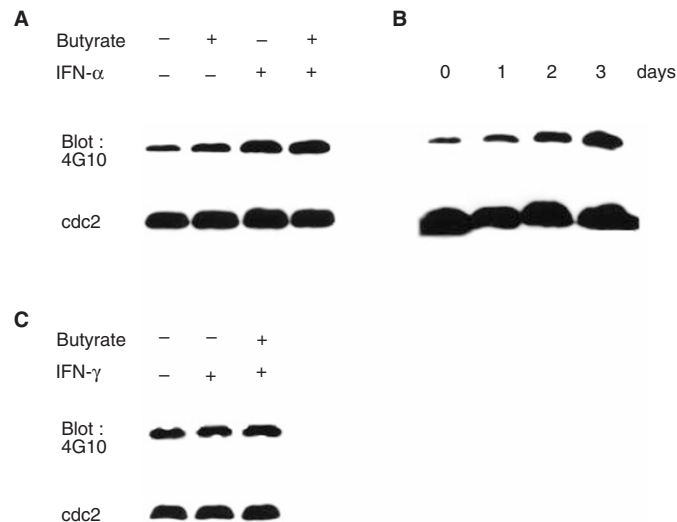 A
Butyrate – + – +
IFN-α – – + +
Blot :
4G10
cdc2
B
0 1 2 3 days
C
Butyrate – – +
IFN-γ – + +
Blot :
4G10
cdc2